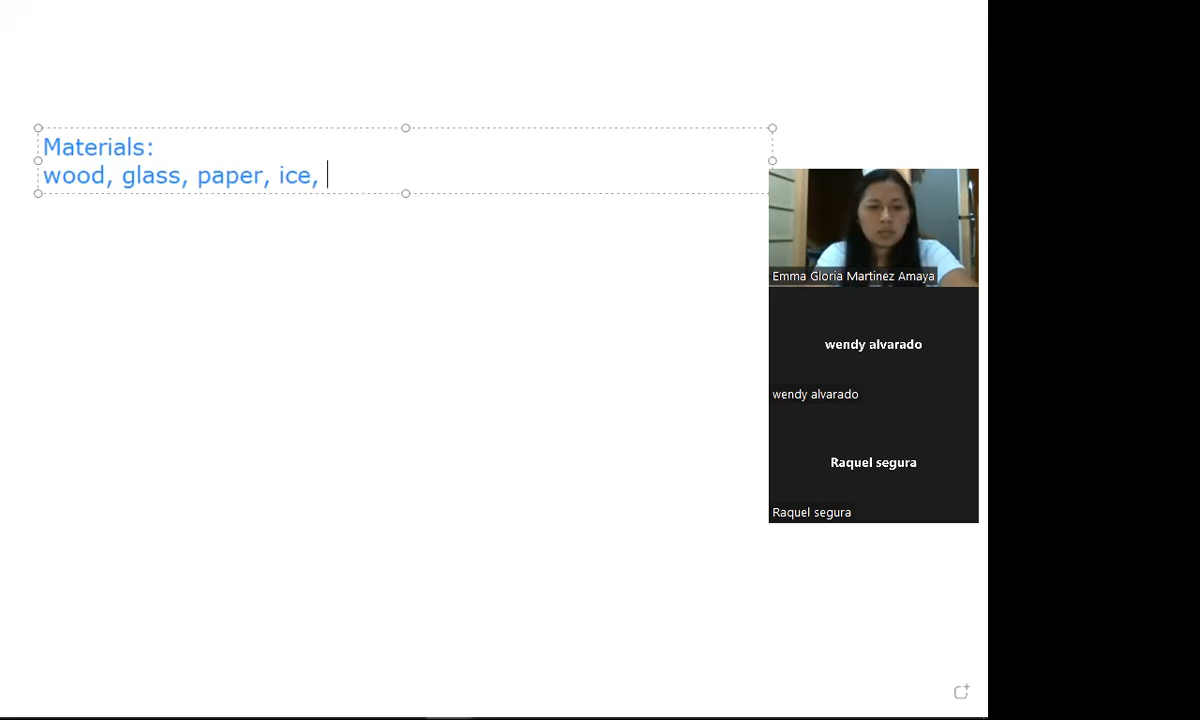 Materials:
wood, glass, paper, ice,
Emma Gloria Martinez Amaya
wendy alvarado
wendy alvarado
Raquel segura
Raquel segura